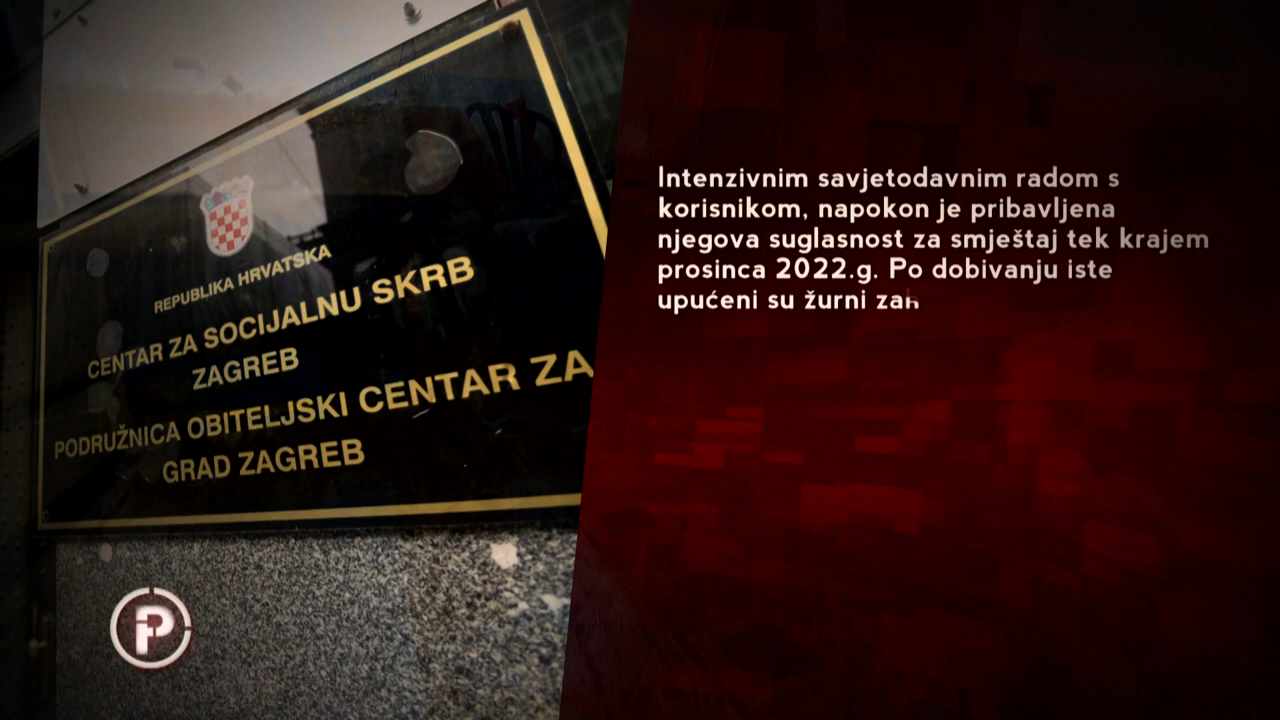 REPUBLIKA HRVATSKA
CENTAR ZA SOCIJALNU SKRB
ZAGREB
PODRUŽNICA OBITELJSKI CENTAR ZA
GRAD ZAGREB
P
Intenzivnim savjetodavnim radom s
korisnikom, napokon je pribavljena
njegova suglasnost za smještaj tek krajem
prosinca 2022.g. Po dobivanju iste
upućeni su žurni zah